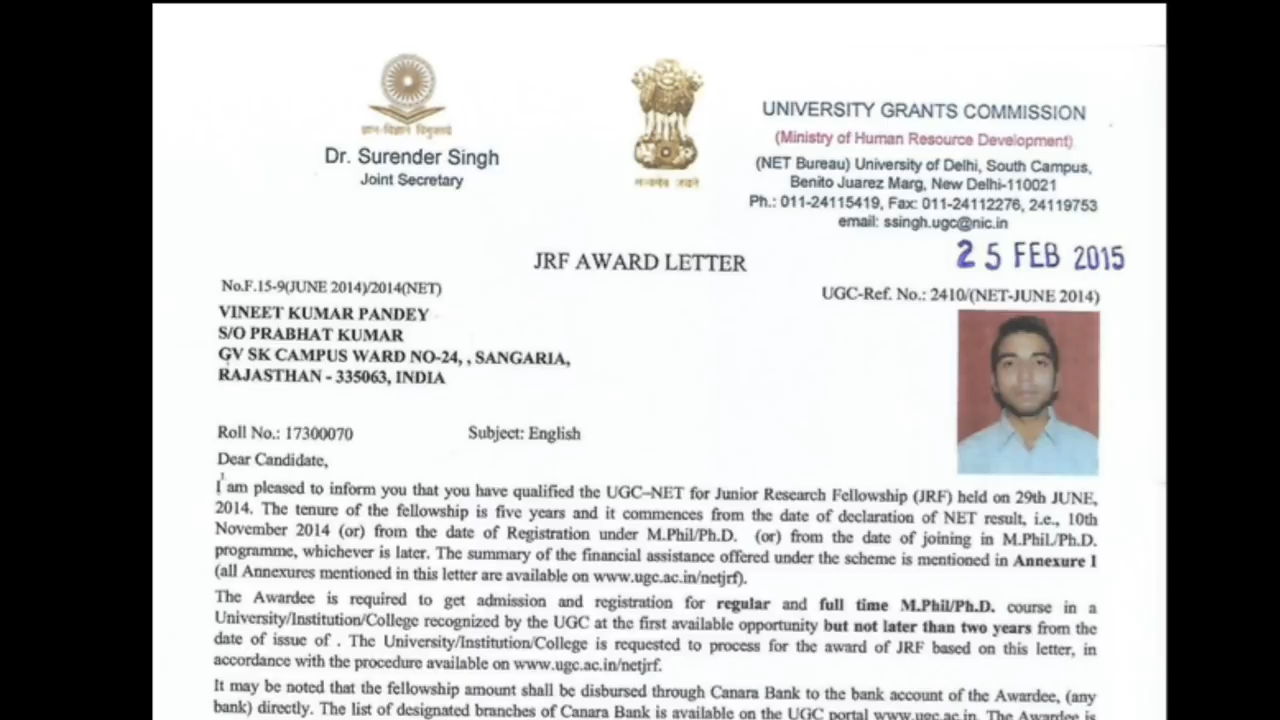 ज्ञान-विज्ञान विमुक्तये
Dr. Surender Singh
Joint Secretary
सत्यमेव जयते
UNIVERSITY GRANTS COMMISSION
(Ministry of Human Resource Development)
(NET Bureau) University of Delhi, South Campus,
Benito Juarez Marg, New Delhi-110021
Ph.: 011-24115419, Fax: 011-24112276, 24119753
email: ssingh.ugc@nic.in
25 FEB 2015
JRF AWARD LETTER
No.F.15-9(JUNE 2014)/2014(NET)
UGC-Ref. No.: 2410/(NET-JUNE 2014)
VINEET KUMAR PANDEY
S/O PRABHAT KUMAR
GV SK CAMPUS WARD NO-24, , SANGARIA,
RAJASTHAN - 335063, INDIA
Roll No.: 17300070 Subject: English
Dear Candidate,
I am pleased to inform you that you have qualified the UGC–NET for Junior Research Fellowship (JRF) held on 29th JUNE,
2014. The tenure of the fellowship is five years and it commences from the date of declaration of NET result, i.e., 10th
November 2014 (or) from the date of Registration under M.Phil/Ph.D. (or) from the date of joining in M.Phil/Ph.D.
programme, whichever is later. The summary of the financial assistance offered under the scheme is mentioned in Annexure I
(all Annexures mentioned in this letter are available on www.ugc.ac.in/netjrf).
The Awardee is required to get admission and registration for regular and full time M.Phil/Ph.D. course in a
University/Institution/College recognized by the UGC at the first available opportunity but not later than two years from the
date of issue of . The University/Institution/College is requested to process for the award of JRF based on this letter, in
accordance with the procedure available on www.ugc.ac.in/netjrf.
It may be noted that the fellowship amount shall be disbursed through Canara Bank to the bank account of the Awardee, (any
bank) directly. The list of designated branches of Canara Bank is available on the UGC portal www.ugc.ac.in. The Awardee is